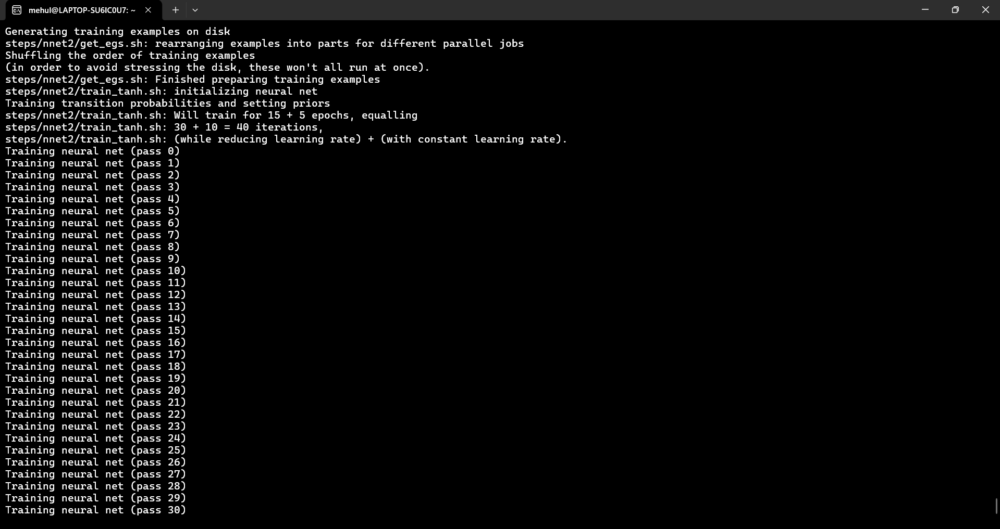 mehul@LAPTOP-SU6IC0U7: ~
Generating training examples on disk
steps/nnet2/get_egs.sh: rearranging examples into parts for different parallel jobs
Shuffling the order of training examples
(in order to avoid stressing the disk, these won't all run at once).
steps/nnet2/get_egs.sh: Finished preparing training examples
steps/nnet2/train_tanh.sh: initializing neural net
Training transition probabilities and setting priors
steps/nnet2/train_tanh.sh: Will train for 15 + 5 epochs, equalling
steps/nnet2/train_tanh.sh: 30 + 10 = 40 iterations,
steps/nnet2/train_tanh.sh: (while reducing learning rate) + (with constant learning rate).
Training neural net (pass 0)
Training neural net (pass 1)
Training neural net (pass 2)
Training neural net (pass 3)
Training neural net (pass 4)
Training neural net (pass 5)
Training neural net (pass 6)
Training neural net (pass 7)
Training neural net (pass 8)
Training neural net (pass 9)
Training neural net (pass 10)
Training neural net (pass 11)
Training neural net (pass 12)
Training neural net (pass 13)
Training neural net (pass 14)
Training neural net (pass 15)
Training neural net (pass 16)
Training neural net (pass 17)
Training neural net (pass 18)
Training neural net (pass 19)
Training neural net (pass 20)
Training neural net (pass 21)
Training neural net (pass 22)
Training neural net (pass 23)
Training neural net (pass 24)
Training neural net (pass 25)
Training neural net (pass 26)
Training neural net (pass 27)
Training neural net (pass 28)
Training neural net (pass 29)
Training neural net (pass 30)